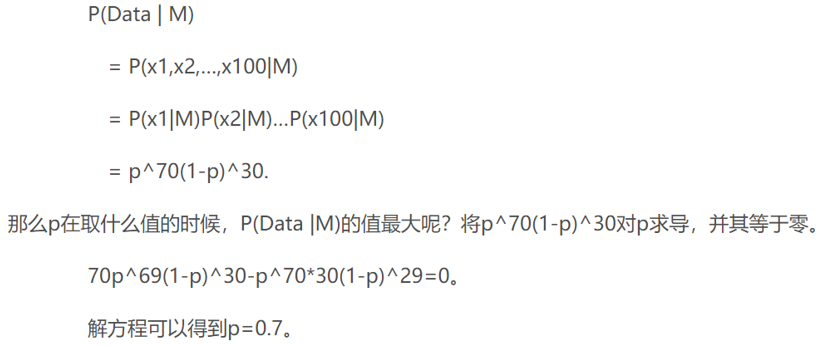 P(Data | M)
= P(x1,x2,…,x100|M)
= P(x1|M)P(x2|M)…P(x100|M)
= p^70(1-p)^30.
那么p在取什么值的时候，P(Data |M)的值最大呢？将p^70(1-p)^30对p求导，并其等于零。
70p^69(1-p)^30-p^70*30(1-p)^29=0。
解方程可以得到p=0.7。